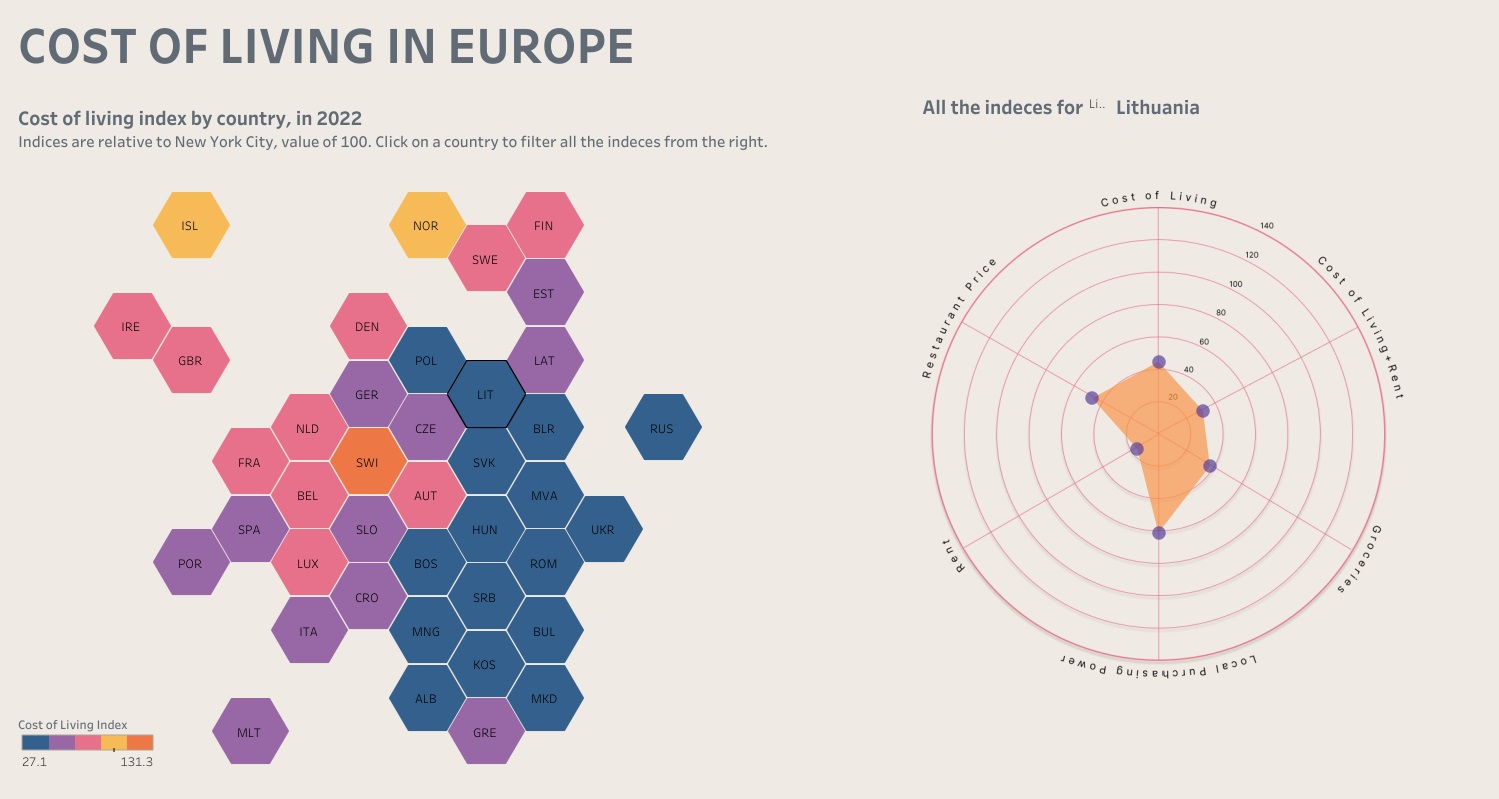 COST OF LIVING IN EUROPE
All the indeces for Li.. Lithuania
Cost of living index by country, in 2022
Indices are relative to New York City, value of 100. Click on a country to filter all the indeces from the right.
ISL
NOR
FIN
SWE
EST
IRE
DEN
GBR
POL
LAT
GER
LIT
NLD
CZE
BLR
RUS
FRA
SWI
SVK
BEL
AUT
MVA
SPA
SLO
HUN
UKR
POR
LUX
BOS
ROM
CRO
SRB
ITA
MNG
BUL
KOS
ALB
MKD
MLT
GRE
Cost of Living Index
27.1 131.3
Cost of Living
Cost of Living+Rent
Groceries
Local Purchasing Power
Rent
Restaurant Price
140
120
100
80
60
40
20